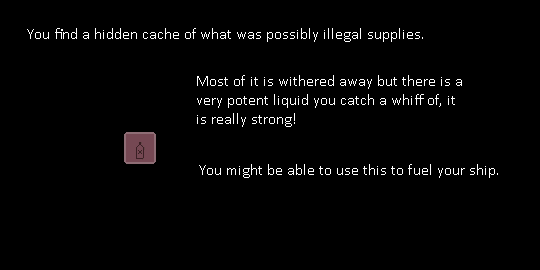 You find a hidden cache of what was possibly illegal supplies.
Most of it is withered away but there is a
very potent liquid you catch a whiff of, it
is really strong!
You might be able to use this to fuel your ship.